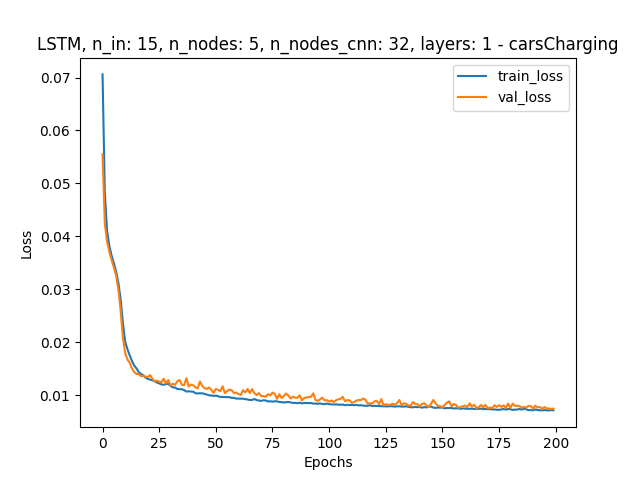 LSTM, n_in: 15, n_nodes: 5, n_nodes_cnn: 32, layers: 1 - carsCharging
train_loss
val_loss
0.07
0.06
0.05
0.04
0.03
0.02
0.01
Loss
0 25 50 75 100 125 150 175 200
Epochs